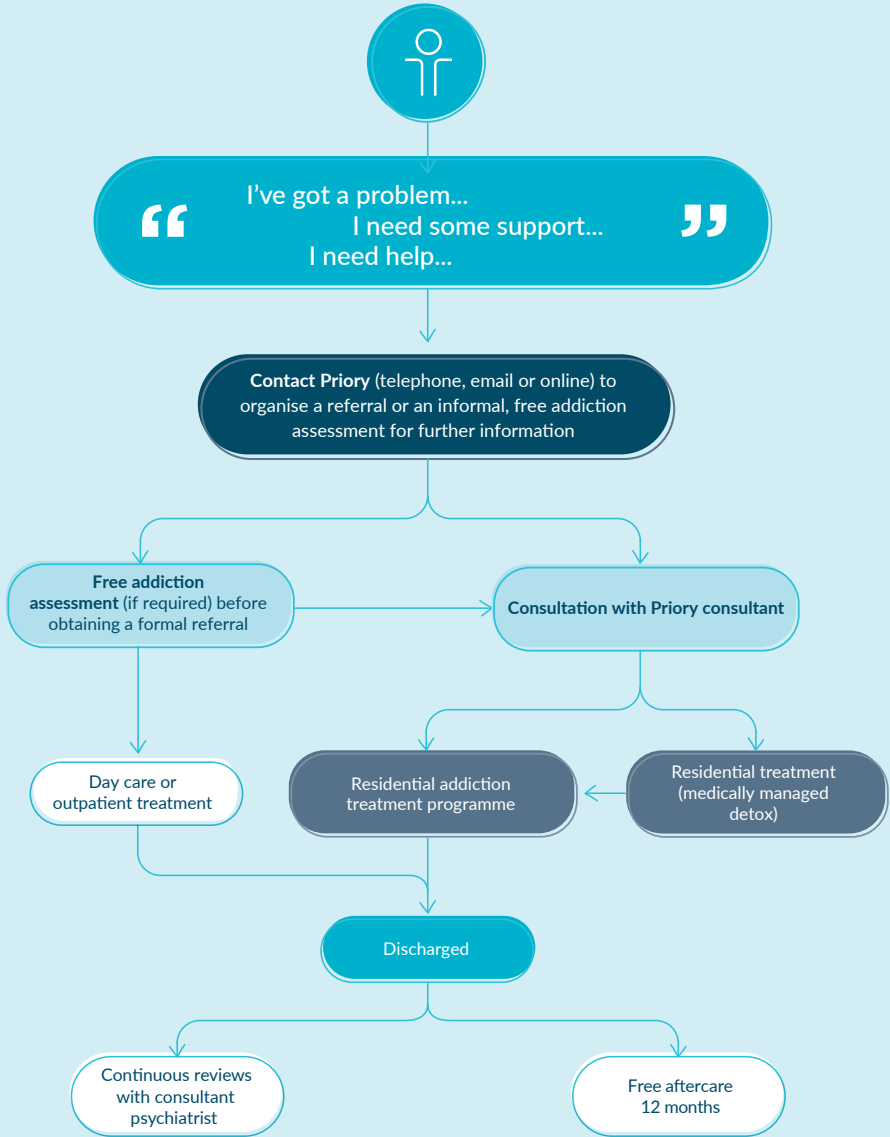 “ I’ve got a problem... ”
I need some support...
I need help...
Contact Priory (telephone, email or online) to
organise a referral or an informal, free addiction
assessment for further information
Free addiction
assessment (if required) before
obtaining a formal referral
Consultation with Priory consultant
Day care or
outpatient treatment
Residential addiction
treatment programme
Residential treatment
(medically managed
detox)
Discharged
Continuous reviews
with consultant
psychiatrist
Free aftercare
12 months